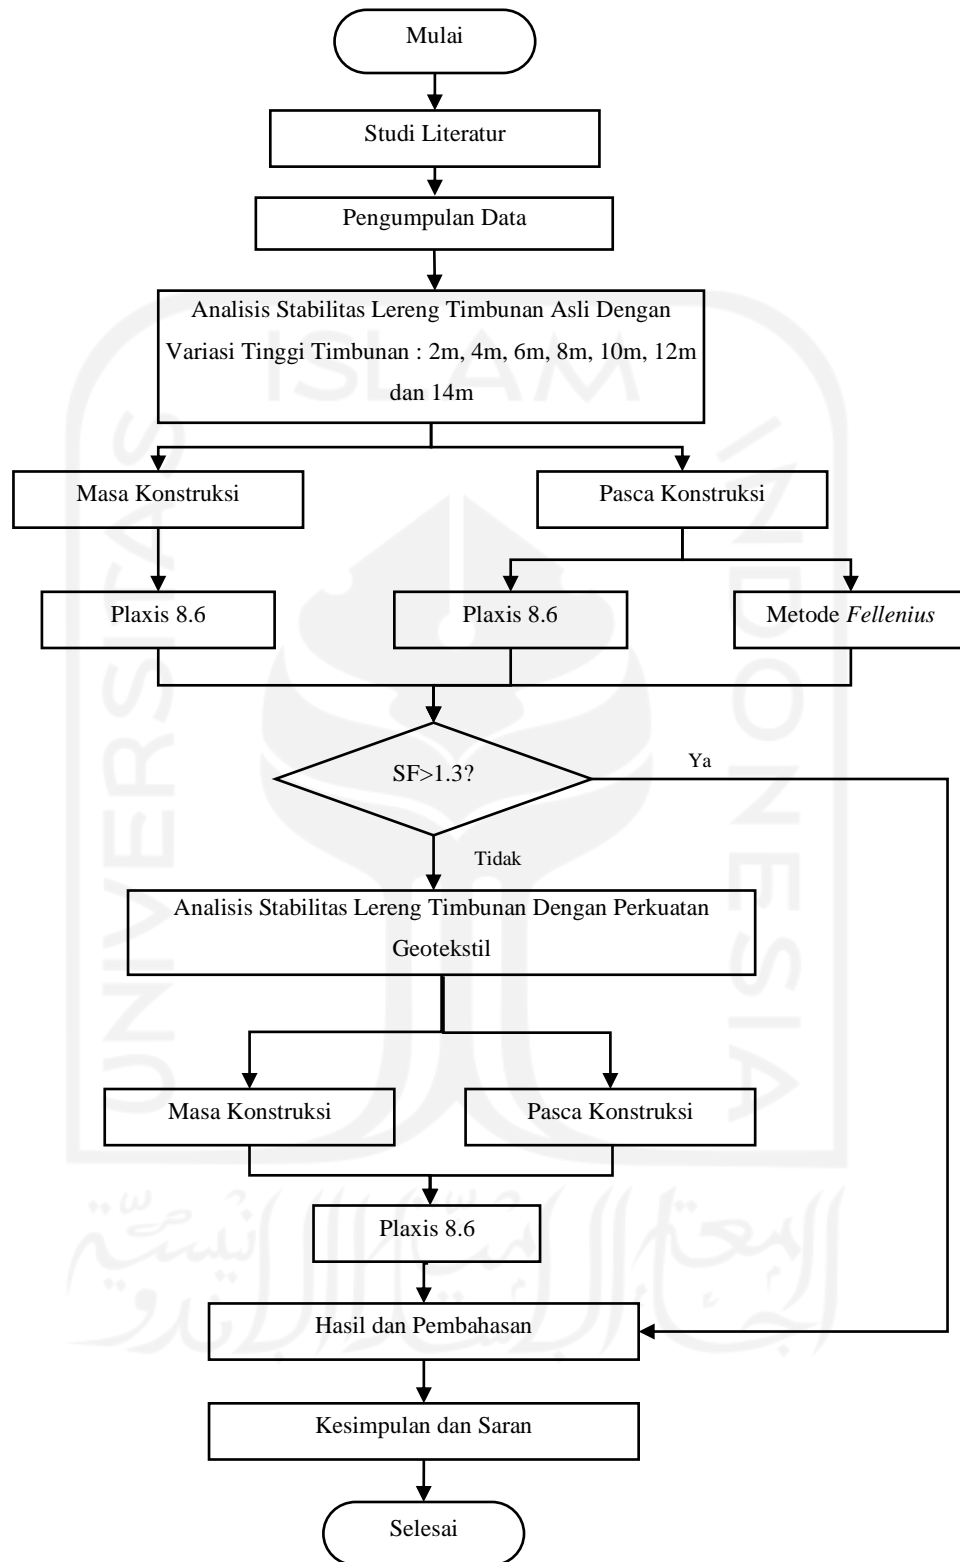 Mulai
Studi Literatur
Pengumpulan Data
Analisis Stabilitas Lereng Timbunan Asli Dengan
Variasi Tinggi Timbunan : 2m, 4m, 6m, 8m, 10m, 12m
dan 14m
Masa Konstruksi
Pasca Konstruksi
Plaxis 8.6
Plaxis 8.6
Metode Fellenius
SF>1.3?
Ya
Tidak
Analisis Stabilitas Lereng Timbunan Dengan Perkuatan
Geotekstil
Masa Konstruksi
Pasca Konstruksi
Plaxis 8.6
Hasil dan Pembahasan
Kesimpulan dan Saran
Selesai
UNIVERSITAS
ISLAM
INDONESIA